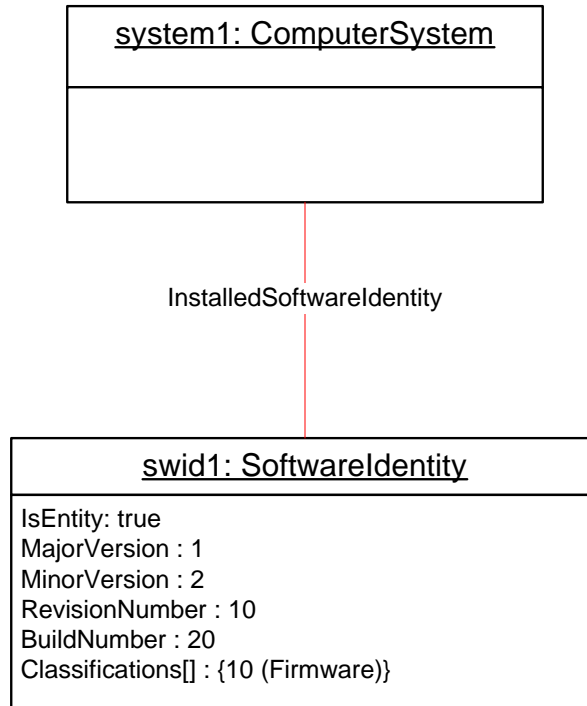 system1: ComputerSystem
InstalledSoftwareIdentity
swid1: SoftwareIdentity
IsEntity: true
MajorVersion : 1
MinorVersion : 2
RevisionNumber : 10
BuildNumber : 20
Classifications[] : {10 (Firmware)}